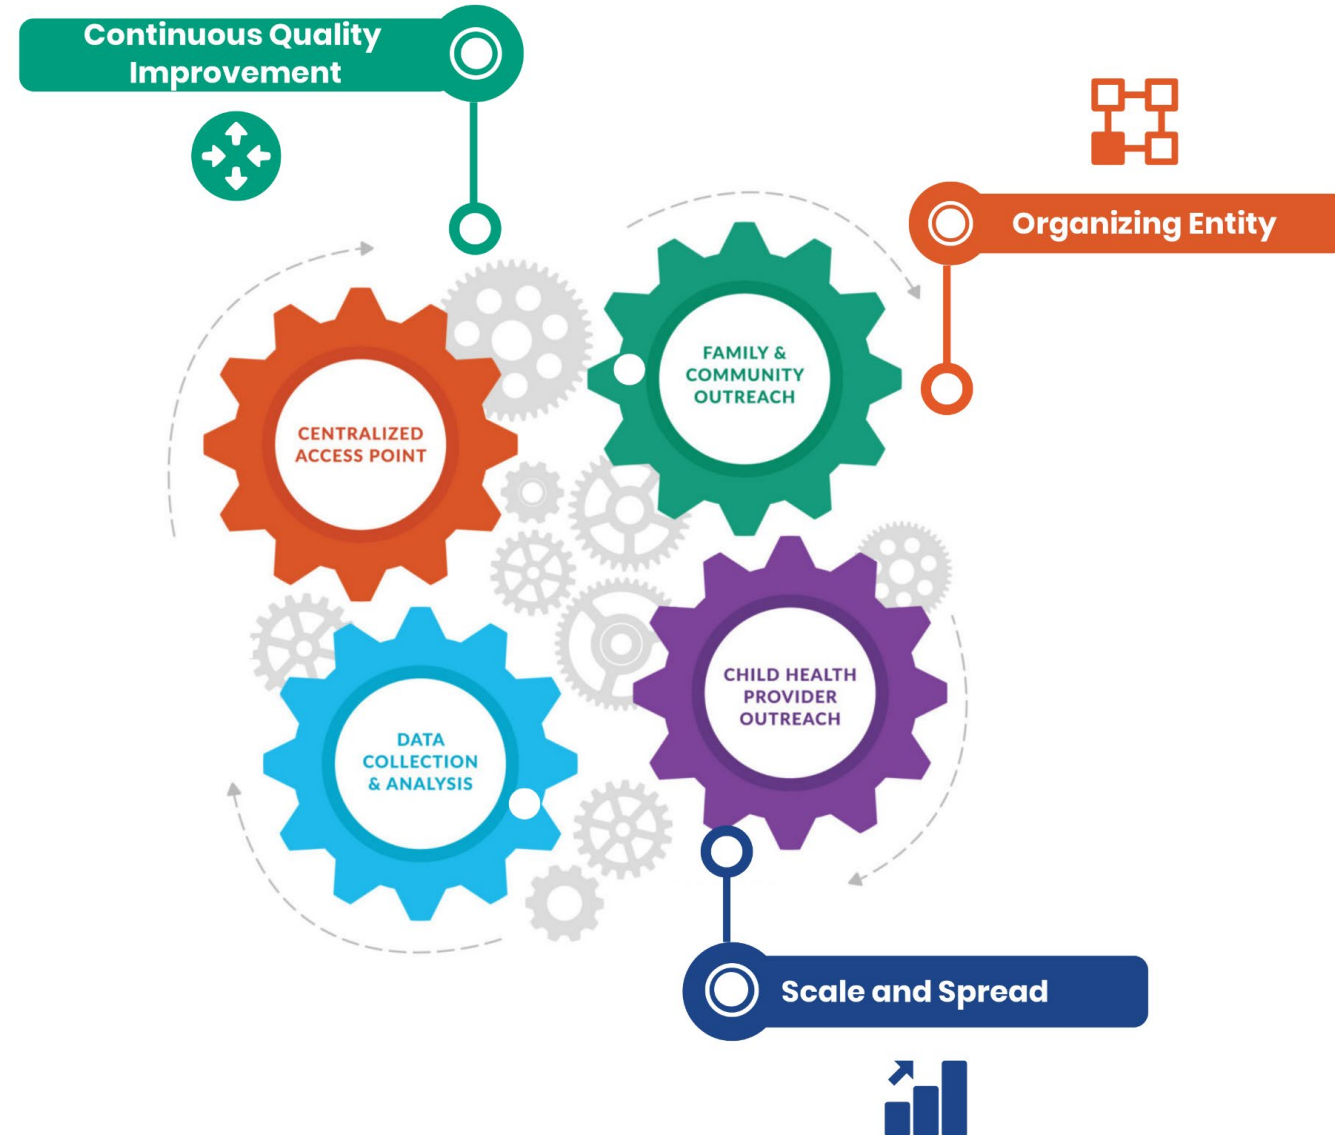 Continuous Quality
Improvement
Organizing Entity
FAMILY &
COMMUNITY
OUTREACH
CENTRALIZED
ACCESS POINT
CHILD HEALTH
PROVIDER
OUTREACH
DATA
COLLECTION
& ANALYSIS
Scale and Spread